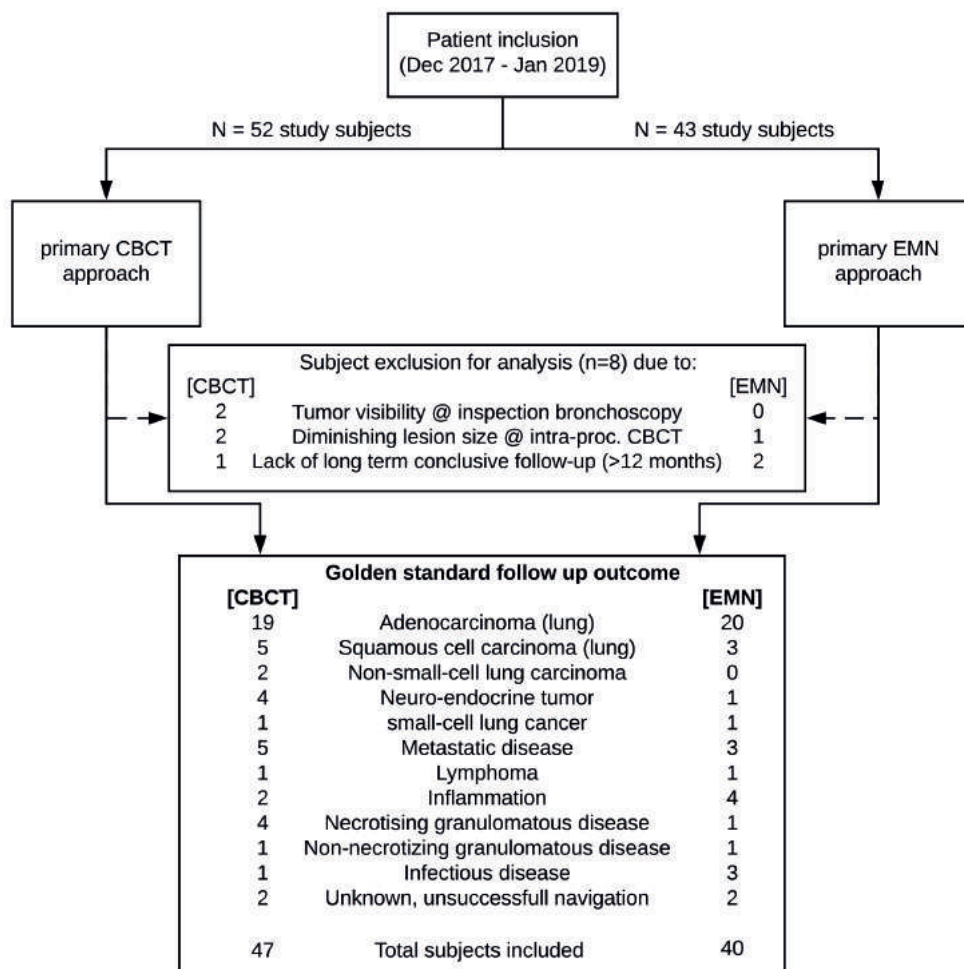 Patient inclusion
(Dec 2017 - Jan 2019)
N = 52 study subjects
N = 43 study subjects
primary CBCT
approach
primary EMN
approach
Subject exclusion for analysis (n=8) due to:
[CBCT] [EMN]
2 Tumor visibility @ inspection bronchoscopy 0
2 Diminishing lesion size @ intra-proc. CBCT 1
1 Lack of long term conclusive follow-up (>12 months) 2
Golden standard follow up outcome
[CBCT] [EMN]
19 Adenocarcinoma (lung) 20
5 Squamous cell carcinoma (lung) 3
2 Non-small-cell lung carcinoma 0
4 Neuro-endocrine tumor 1
1 small-cell lung cancer 1
5 Metastatic disease 3
1 Lymphoma 1
2 Inflammation 4
4 Necrotising granulomatous disease 1
1 Non-necrotizing granulomatous disease 1
1 Infectious disease 3
2 Unknown, unsuccessfull navigation 2
47 Total subjects included 40